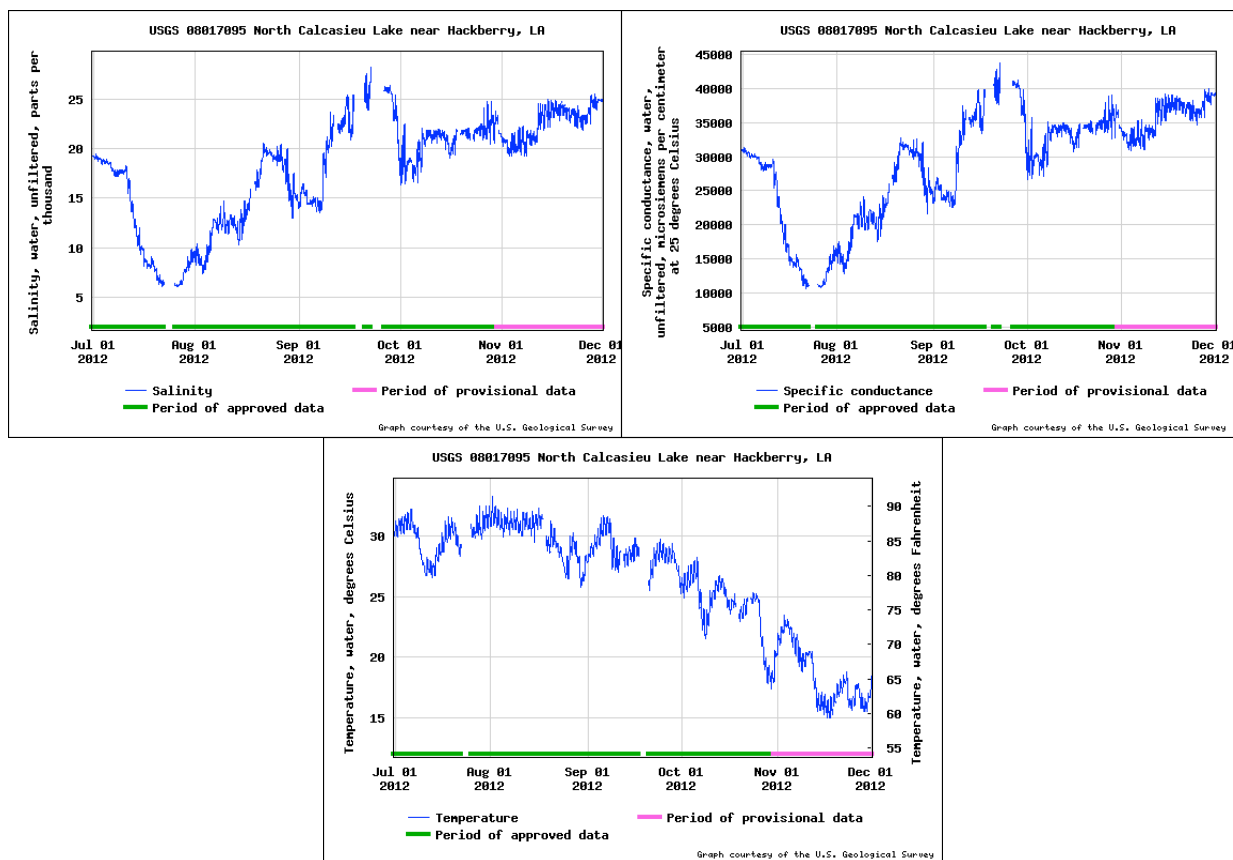 USGS 08017095 North Calcasieu Lake near Hackberry, LA
Salinity, water, unfiltered, parts per
thousand
25
20
15
10
5
Jul 01 Aug 01 Sep 01 Oct 01 Nov 01 Dec 01
2012 2012 2012 2012 2012 2012
Salinity Period of provisional data
Period of approved data
Graph courtesy of the U.S. Geological Survey
USGS 08017095 North Calcasieu Lake near Hackberry, LA
Specific conductance, water,
unfiltered, microsiemens per centimeter
at 25 degrees Celsius
45000
40000
35000
30000
25000
20000
15000
10000
5000
Jul 01 Aug 01 Sep 01 Oct 01 Nov 01 Dec 01
2012 2012 2012 2012 2012 2012
Specific conductance Period of provisional data
Period of approved data
Graph courtesy of the U.S. Geological Survey
USGS 08017095 North Calcasieu Lake near Hackberry, LA
Temperature, water, degrees Celsius
30
25
20
15
90
85
80
75
70
65
60
55
Temperature, water, degrees Fahrenheit
Jul 01 Aug 01 Sep 01 Oct 01 Nov 01 Dec 01
2012 2012 2012 2012 2012 2012
Temperature Period of provisional data
Period of approved data
Graph courtesy of the U.S. Geological Survey